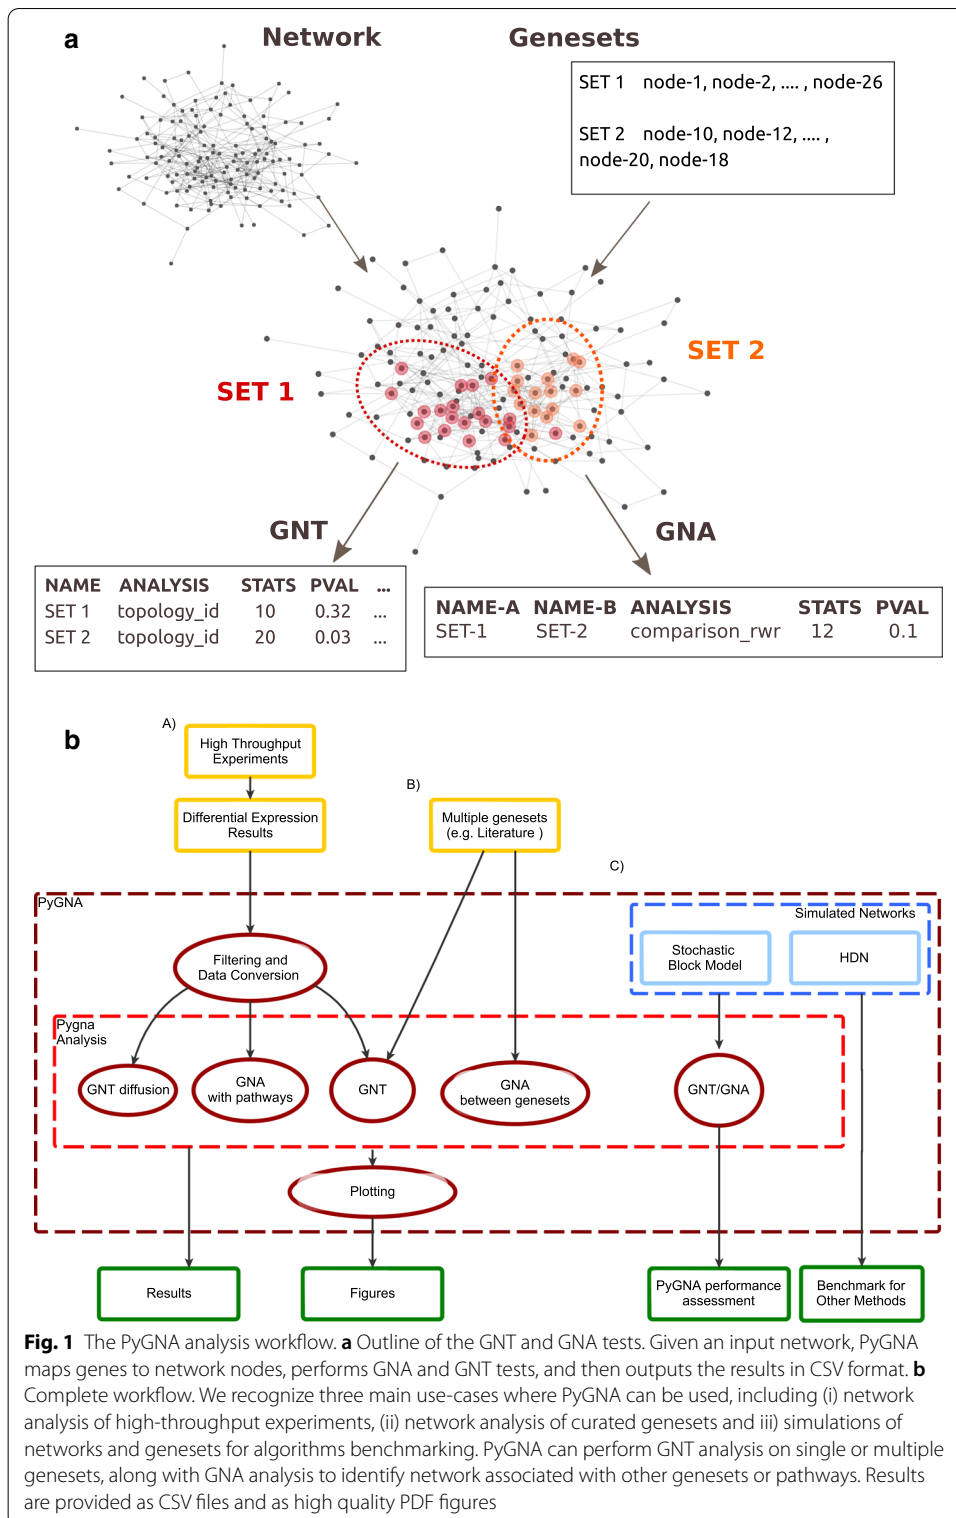 a
Network
Genesets
SET 1 node-1, node-2, .... , node-26
SET 2 node-10, node-12, .... ,
node-20, node-18
SET 1
SET 2
GNT
GNA
NAME ANALYSIS STATS PVAL ...
SET 1 topology_id 10 0.32 ...
SET 2 topology_id 20 0.03 ...
NAME-A NAME-B ANALYSIS STATS PVAL
SET-1 SET-2 comparison_rwr 12 0.1
b
A)
High Throughput
Experiments
Differential Expression
Results
B)
Multiple genesets
(e.g. Literature )
C)
PyGNA
Simulated Networks
Stochastic
Block Model
HDN
Filtering and
Data Conversion
Pygna
Analysis
GNT diffusion
GNA
with pathways
GNT
GNA
between genesets
GNT/GNA
Plotting
Results
Figures
PyGNA performance
assessment
Benchmark for
Other Methods
Fig. 1 The PyGNA analysis workflow. a Outline of the GNT and GNA tests. Given an input network, PyGNA
maps genes to network nodes, performs GNA and GNT tests, and then outputs the results in CSV format. b
Complete workflow. We recognize three main use-cases where PyGNA can be used, including (i) network
analysis of high-throughput experiments, (ii) network analysis of curated genesets and iii) simulations of
networks and genesets for algorithms benchmarking. PyGNA can perform GNT analysis on single or multiple
genesets, along with GNA analysis to identify network associated with other genesets or pathways. Results
are provided as CSV files and as high quality PDF figures